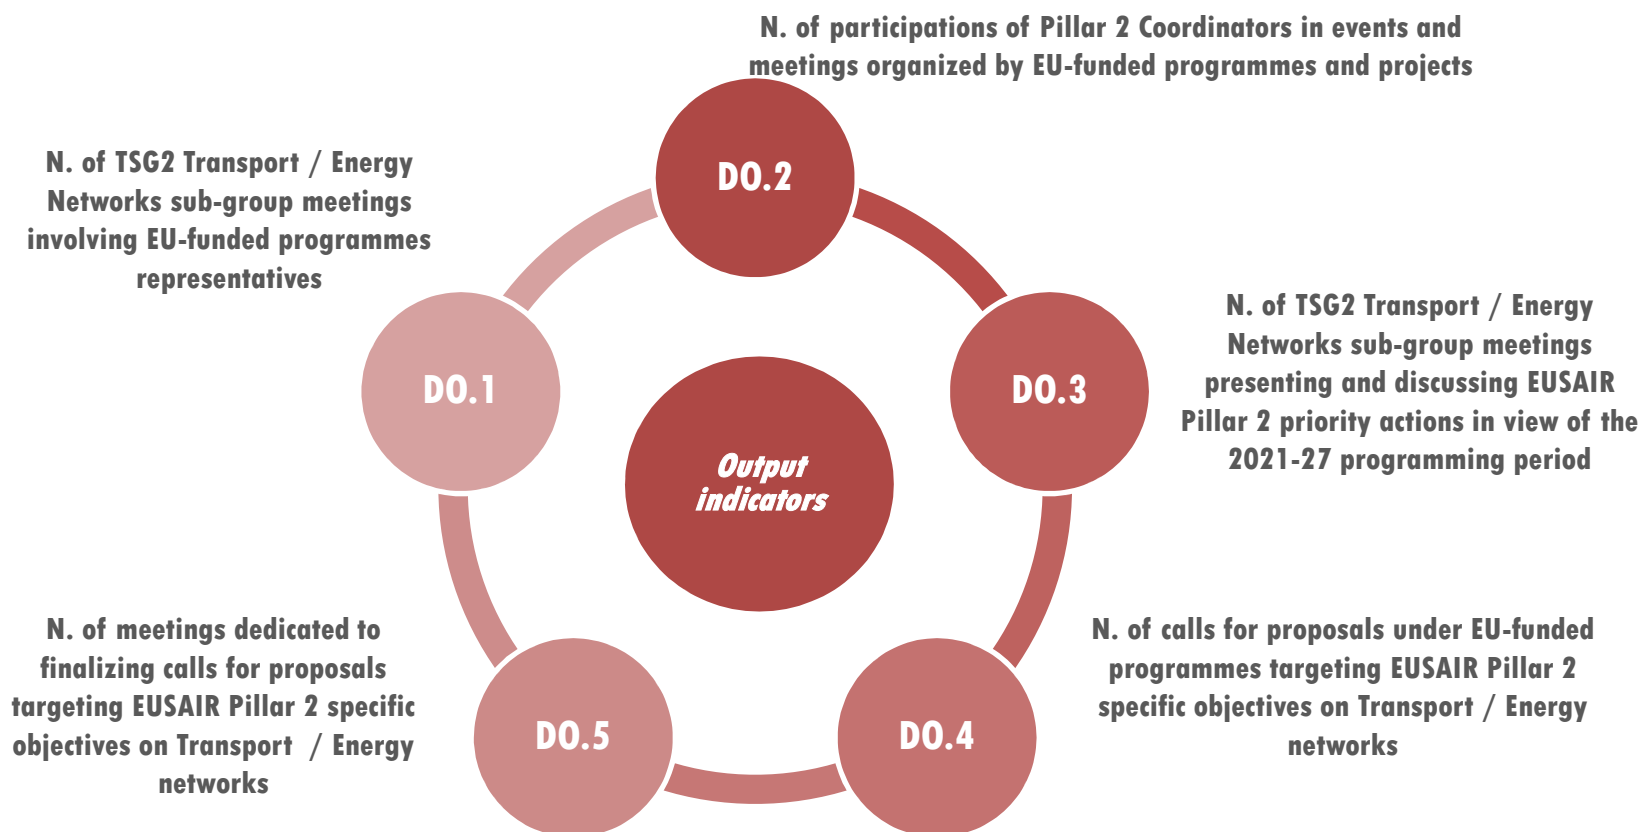 N. of participations of Pillar 2 Coordinators in events and
meetings organized by EU-funded programmes and projects
DO.2
N. of TSG2 Transport / Energy
Networks sub-group meetings
involving EU-funded programmes
representatives
DO.1
DO.3
N. of TSG2 Transport / Energy
Networks sub-group meetings
presenting and discussing EUSAIR
Pillar 2 priority actions in view of the
2021-27 programming period
Output
indicators
N. of meetings dedicated to
finalizing calls for proposals
targeting EUSAIR Pillar 2 specific
objectives on Transport / Energy
networks
DO.5
DO.4
N. of calls for proposals under EU-funded
programmes targeting EUSAIR Pillar 2
specific objectives on Transport / Energy
networks